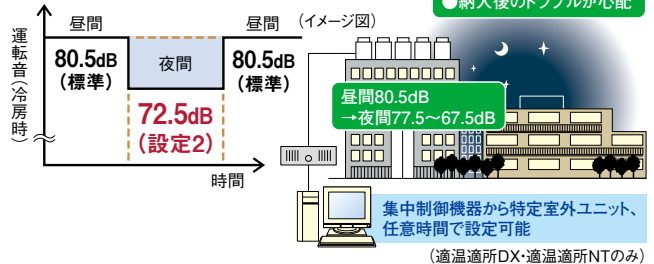 ●納入後のトラブルが心配
(イメージ図)
昼間
昼間
運転音(冷房時)
80.5dB
(標準)
夜間
80.5dB
(標準)
72.5dB
(設定2)
時間
昼間80.5dB
→夜間77.5〜67.5dB
集中制御機器から特定室外ユニット、
任意時間で設定可能
(適温適所DX・適温適所NTのみ)